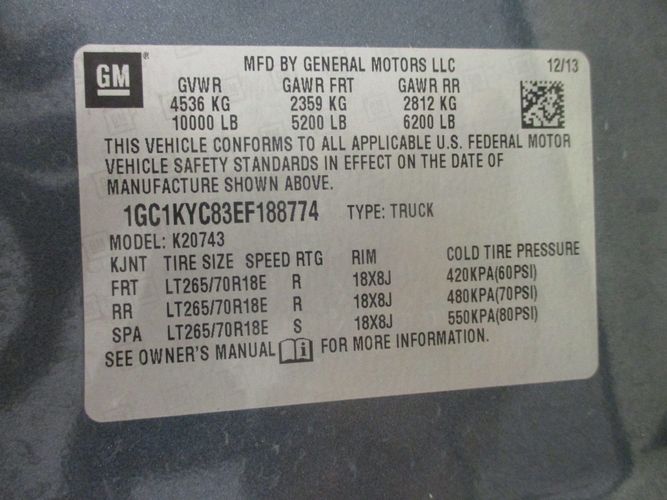 GM ® MFD BY GENERAL MOTORS LLC 12/13
GVWR GAWR FRT GAWR RR
4536 KG 2359 KG 2812 KG
10000 LB 5200 LB 6200 LB
THIS VEHICLE CONFORMS TO ALL APPLICABLE U.S. FEDERAL MOTOR
VEHICLE SAFETY STANDARDS IN EFFECT ON THE DATE OF
MANUFACTURE SHOWN ABOVE.
1GC1KYC83EF188774 TYPE: TRUCK
MODEL: K20743
KJNT TIRE SIZE SPEED RTG RIM COLD TIRE PRESSURE
FRT LT265/70R18E R 18X8J 420KPA(60PSI)
RR LT265/70R18E R 18X8J 480KPA(70PSI)
SPA LT265/70R18E S 18X8J 550KPA(80PSI)
SEE OWNER'S MANUAL i FOR MORE INFORMATION.